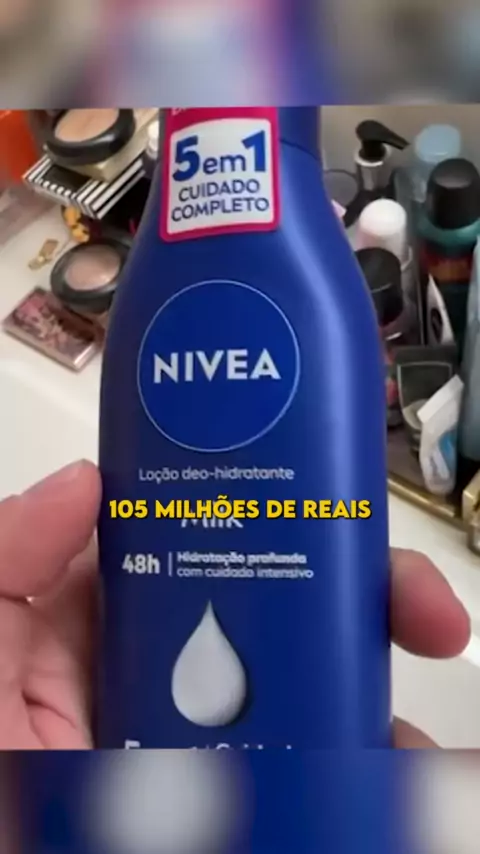 5em1
CUIDADO
COMPLETO
NIVEA
Loção deo-hidratante
105 MILHÕES DE REAIS
Milk
48h
Hidratação profunda
com cuidado intensivo